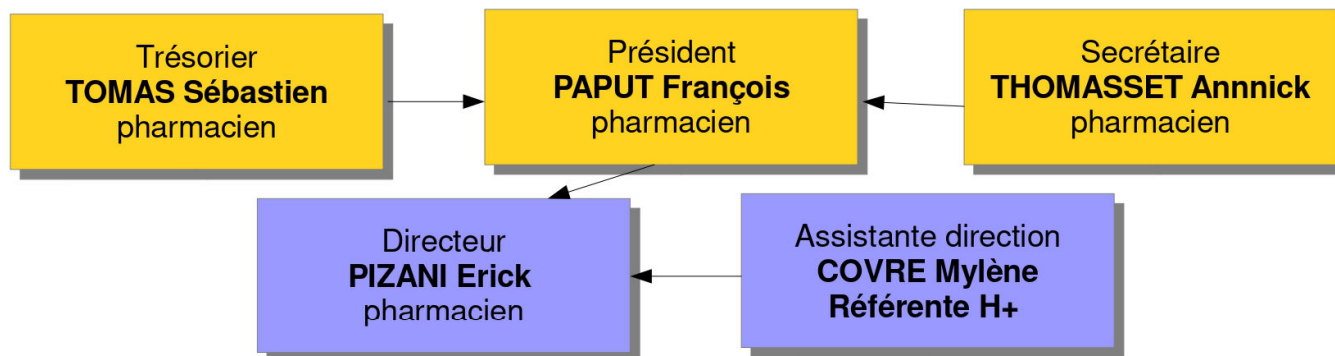 Trésorier
TOMAS Sébastien
pharmacien
Président
PAPUT François
pharmacien
Secrétaire
THOMASSET Annnick
pharmacien
Directeur
PIZANI Erick
pharmacien
Assistante direction
COVRE Mylène
Référente H+